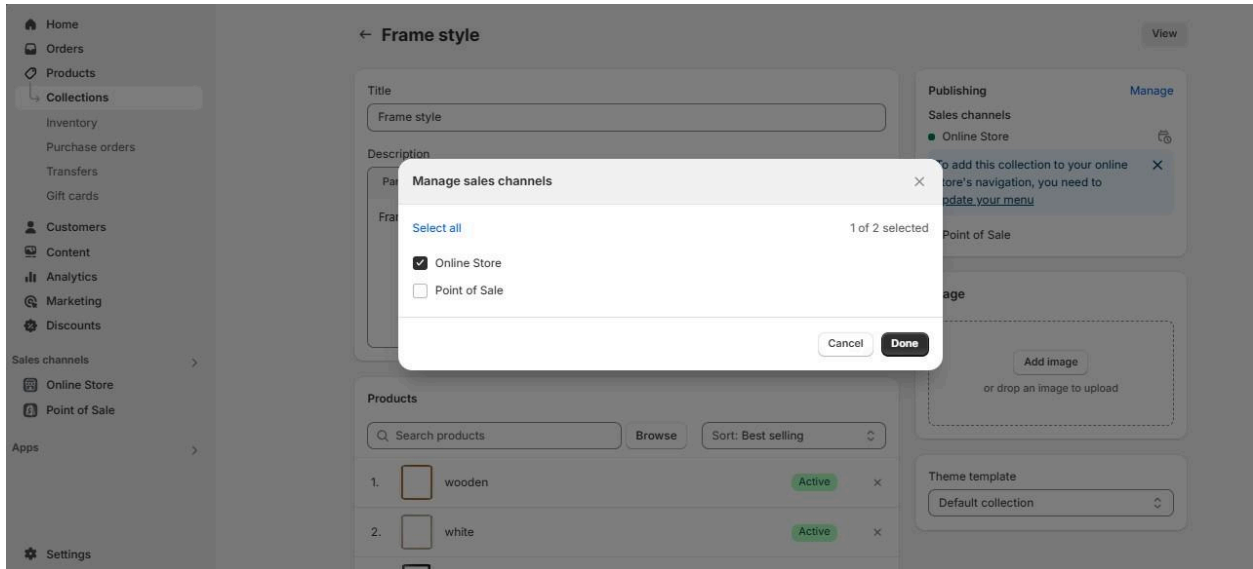 Home
Orders
Products
Collections
Inventory
Purchase orders
Transfers
Gift cards
Customers
Content
Analytics
Marketing
Discounts
Sales channels
Online Store
Point of Sale
Apps
Settings
Frame style
View
Title
Frame style
Description
Manage sales channels
Select all
1 of 2 selected
Online Store
Point of Sale
Cancel
Done
Products
Search products
Browse
Sort: Best selling
1. wooden Active
2. white Active
Publishing
Manage
Sales channels
Online Store
add this collection to your online
navigation, you need to
your menu
Point of Sale
Add image
or drop an image to upload
Theme template
Default collection